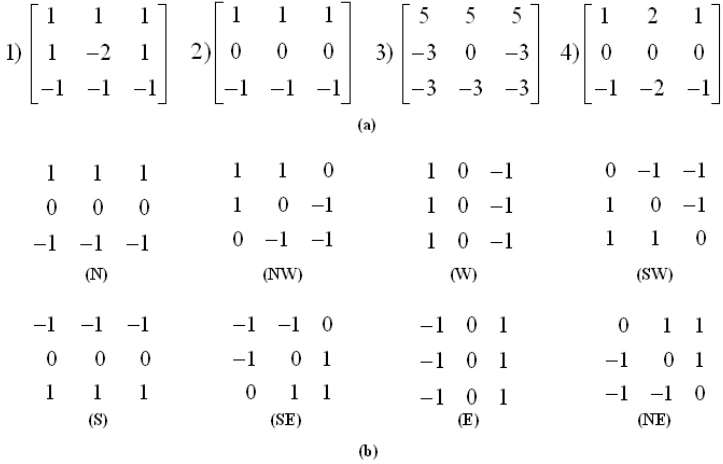 1) 1 1 1 2) 1 1 1 3) 5 5 5 4) 1 2 1
1 −2 1 0 0 0 −3 0 −3 0 0 0
−1 −1 −1 −1 −1 −1 −3 −3 −3 −1 −2 −1
(a)
1 1 1 1 1 0 1 0 −1 0 −1 −1
0 0 0 1 0 −1 1 0 −1 1 0 −1
−1 −1 −1 0 −1 −1 1 0 −1 1 1 0
(N) (NW) (W) (SW)
−1 −1 −1 −1 −1 0 −1 0 1 0 1 1
0 0 0 −1 0 1 −1 0 1 −1 0 1
1 1 1 0 1 1 −1 0 1 −1 −1 0
(S) (SE) (E) (NE)
(b)